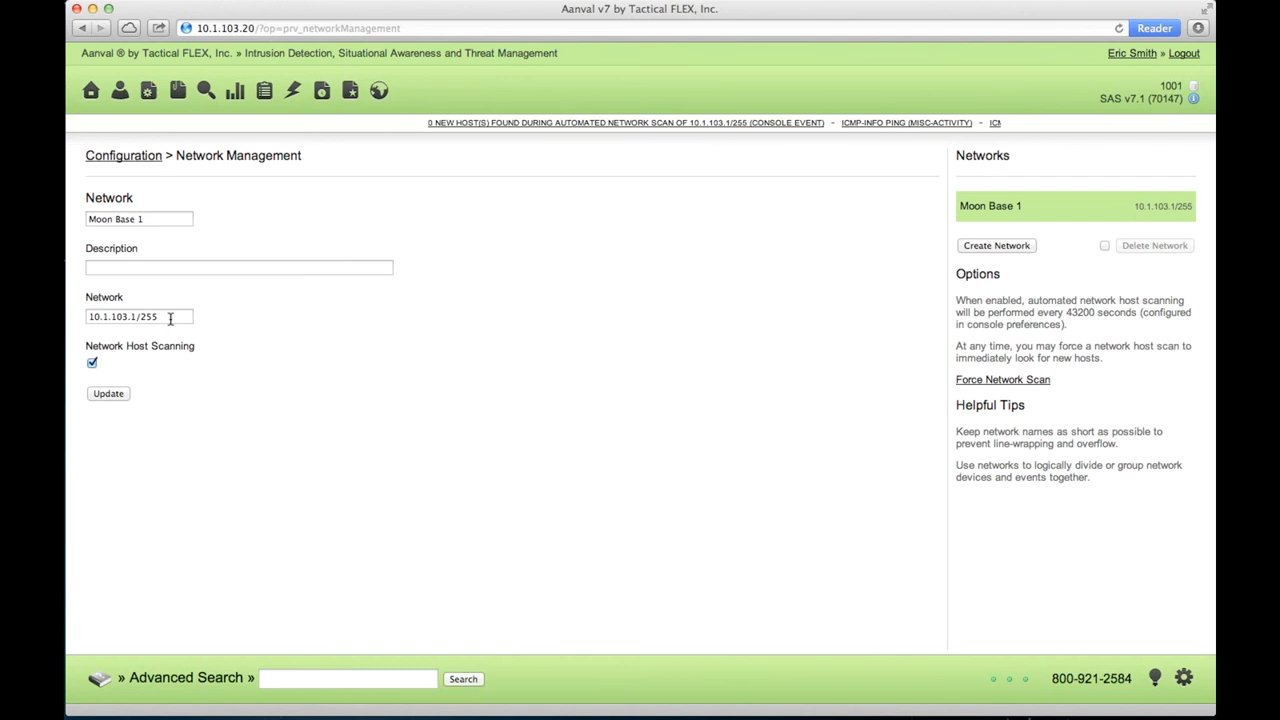 Aanval v7 by Tactical FLEX, Inc.
10.1.103.20/?op=prv_networkManagement
Reader
Aanval ® by Tactical FLEX, Inc. » Intrusion Detection, Situational Awareness and Threat Management
Eric Smith » Logout
1001
SAS v7.1 (70147)
0 NEW HOST(S) FOUND DURING AUTOMATED NETWORK SCAN OF 10.1.103.1/255 (CONSOLE EVENT) - ICMP-INFO PING (MISC-ACTIVITY) -
Configuration > Network Management
Network
Moon Base 1
Description
Network
10.1.103.1/255
Network Host Scanning
Update
Networks
Moon Base 1 10.1.103.1/255
Create Network Delete Network
Options
When enabled, automated network host scanning
will be performed every 43200 seconds (configured
in console preferences).
At any time, you may force a network host scan to
immediately look for new hosts.
Force Network Scan
Helpful Tips
Keep network names as short as possible to
prevent line-wrapping and overflow.
Use networks to logically divide or group network
devices and events together.
» Advanced Search » Search
800-921-2584